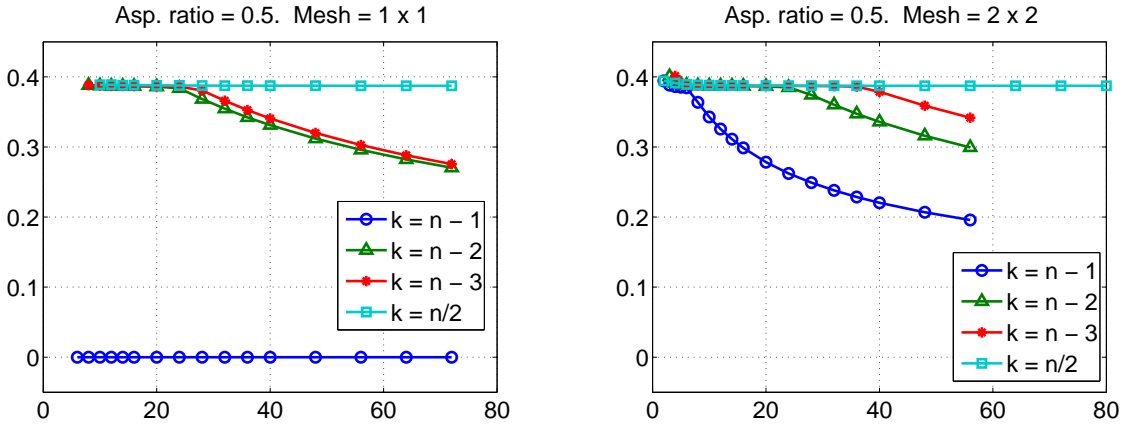 Asp. ratio = 0.5.  Mesh = 1 x 1
0.4
0.3
0.2
0.1
0
0 20 40 60 80
k = n − 1
k = n − 2
k = n − 3
k = n/2
Asp. ratio = 0.5.  Mesh = 2 x 2
0.4
0.3
0.2
0.1
0
0 20 40 60 80
k = n − 1
k = n − 2
k = n − 3
k = n/2